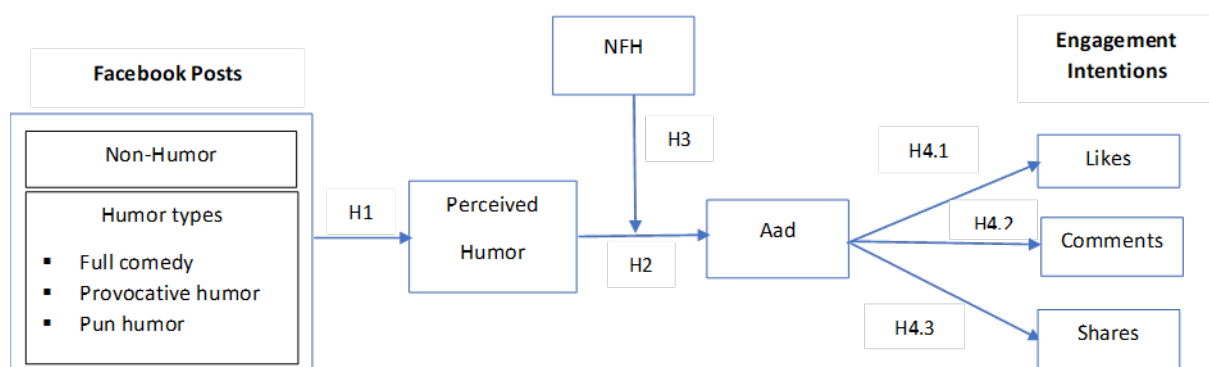 Facebook Posts
Non-Humor
Humor types
▪ Full comedy
▪ Provocative humor
▪ Pun humor
H1
Perceived
Humor
NFH
H3
H2
Aad
Engagement
Intentions
H4.1
Likes
H4.2
Comments
H4.3
Shares